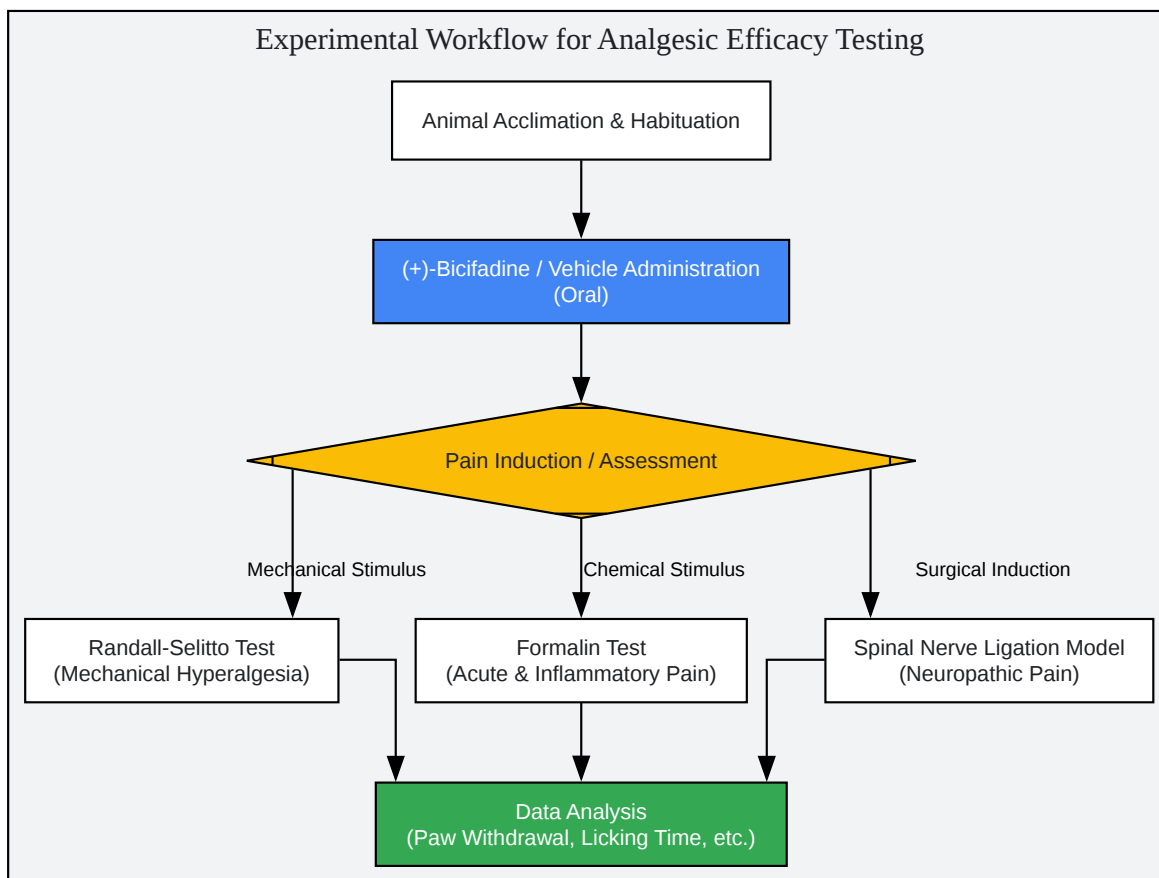 Experimental Workflow for Analgesic Efficacy Testing
Animal Acclimation & Habituation
(+)-Bicifadine / Vehicle Administration
(Oral)
Pain Induction / Assessment
Mechanical Stimulus
Chemical Stimulus
Surgical Induction
Randall-Selitto Test
(Mechanical Hyperalgesia)
Formalin Test
(Acute & Inflammatory Pain)
Spinal Nerve Ligation Model
(Neuropathic Pain)
Data Analysis
(Paw Withdrawal, Licking Time, etc.)